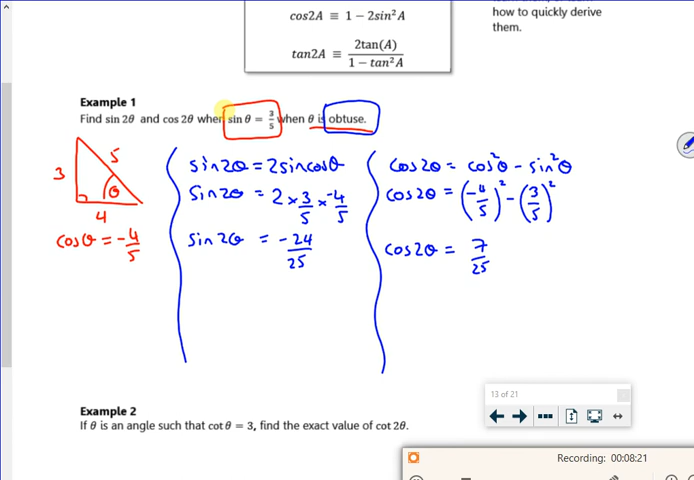 how to quickly derive
them.
cos2A ≡ 1 − 2sin²A
tan2A ≡ 2tan(A) / 1 − tan²A
Example 1
Find sin 2θ and cos 2θ when sin θ = 3/5 when θ is obtuse.
3 5 θ 4
cosθ = -4/5
sin2θ = 2sinθcosθ
sin2θ = 2 × 3/5 × -4/5
sin2θ = -24/25
cos2θ = cos²θ - sin²θ
cos2θ = (-4/5)² - (3/5)²
cos2θ = 7/25
13 of 21
Example 2
If θ is an angle such that cot θ = 3, find the exact value of cot 2θ.
Recording: 00:08:21